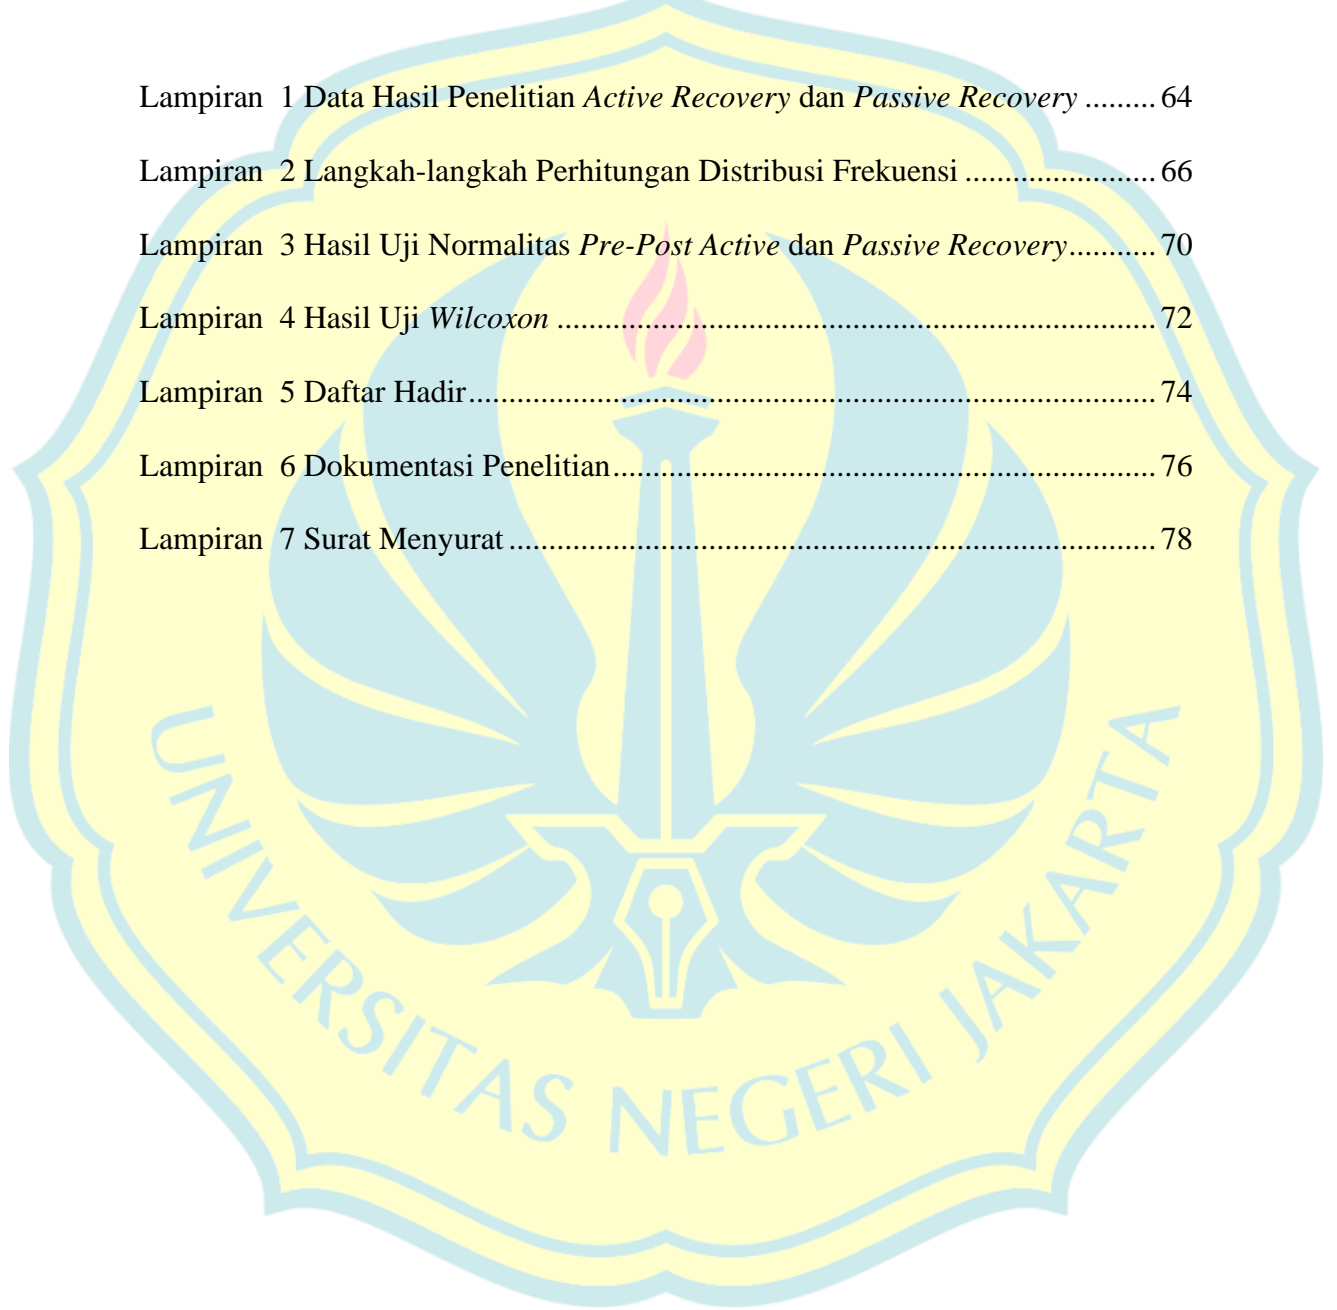 Lampiran  1 Data Hasil Penelitian Active Recovery dan Passive Recovery ......... 64
Lampiran  2 Langkah-langkah Perhitungan Distribusi Frekuensi ........................ 66
Lampiran  3 Hasil Uji Normalitas Pre-Post Active dan Passive Recovery........... 70
Lampiran  4 Hasil Uji Wilcoxon ........................................................................... 72
Lampiran  5 Daftar Hadir...................................................................................... 74
Lampiran  6 Dokumentasi Penelitian.................................................................... 76
Lampiran  7 Surat Menyurat ................................................................................. 78
UNIVERSITAS NEGERI JAKARTA